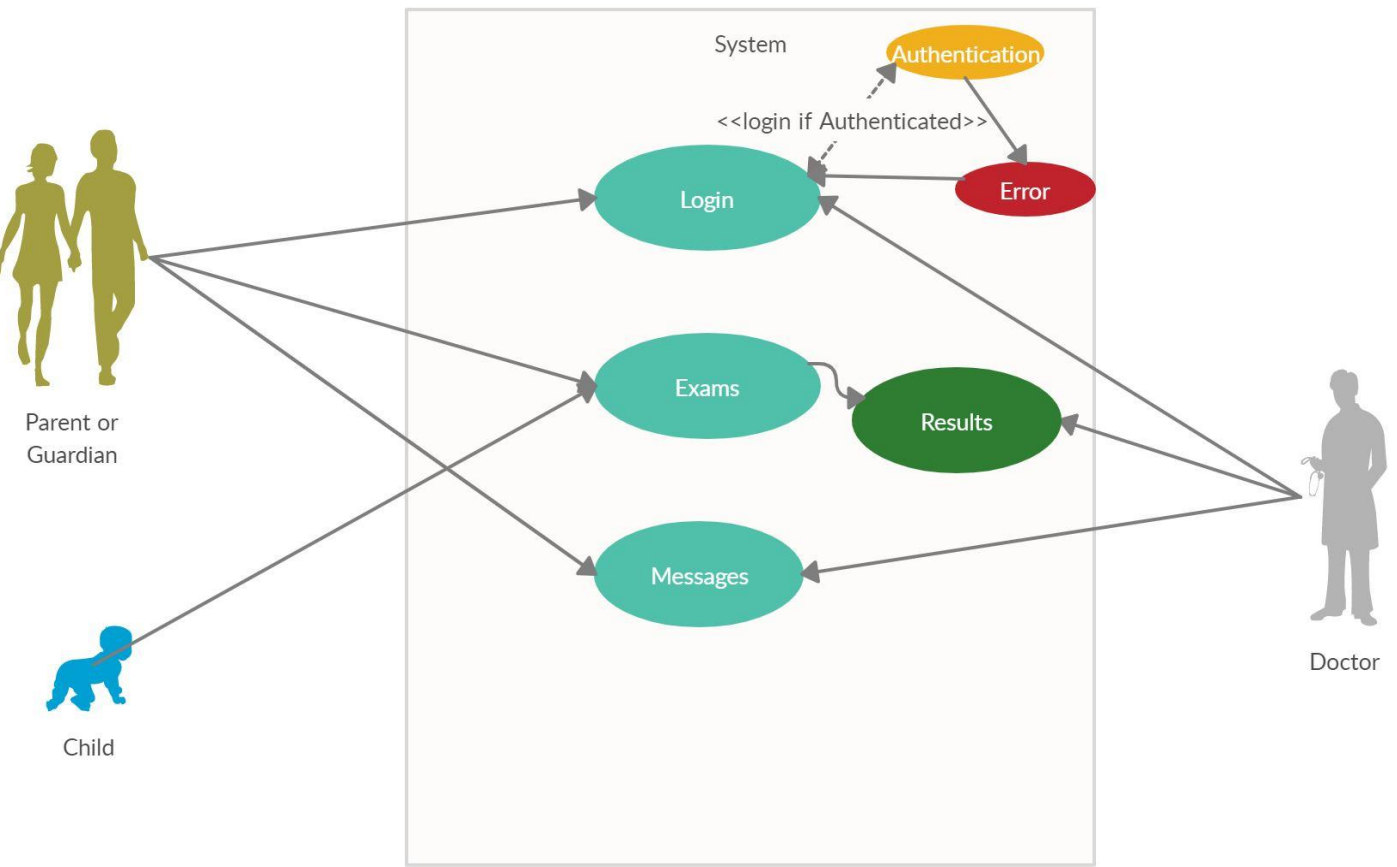 System
Authentication
<<login if Authenticated>>
Login
Error
Exams
Results
Parent or
Guardian
Messages
Doctor
Child